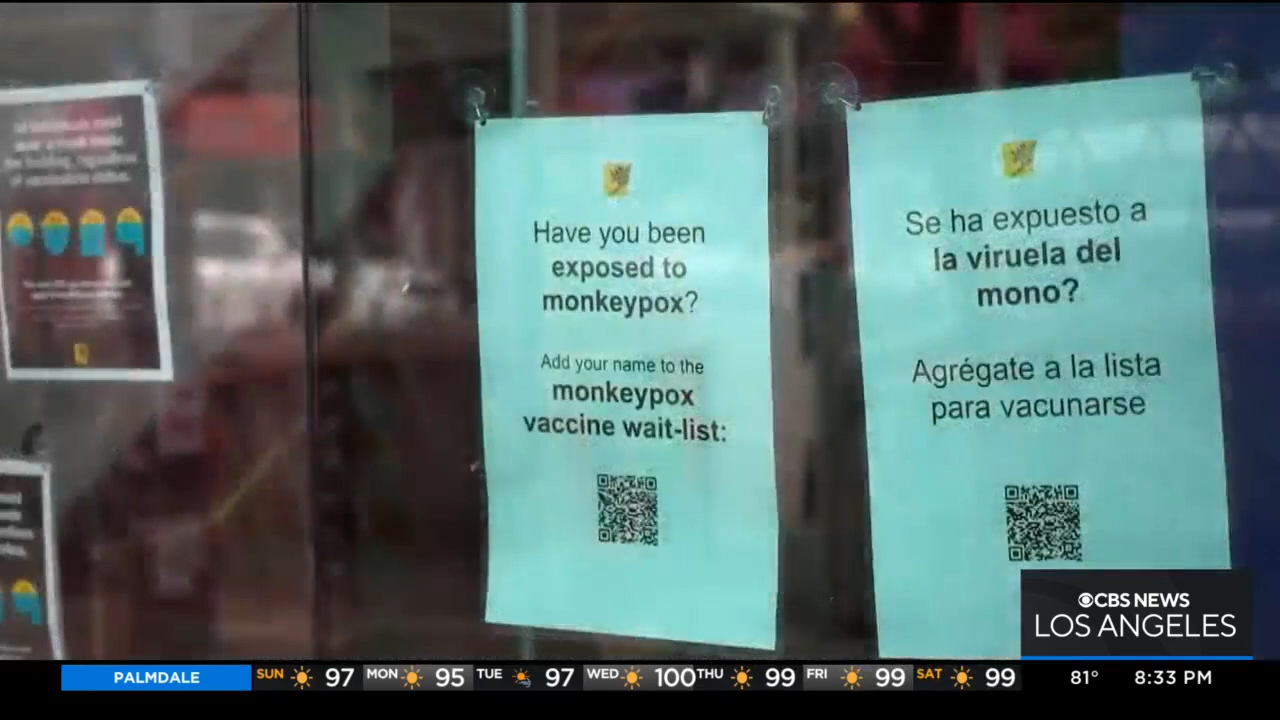 Have you been
exposed to
monkeypox?
Add your name to the
monkeypox
vaccine wait-list:
Se ha expuesto a
la viruela del
mono?
Agrégate a la lista
para vacunarse
CBS NEWS
LOS ANGELES
PALMDALE SUN 97 MON 95 TUE 97 WED 100 THU 99 FRI 99 SAT 99 81° 8:33 PM